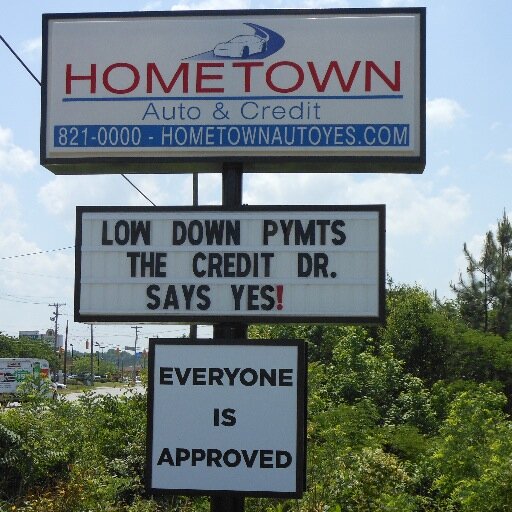 HOMETOWN
Auto & Credit
821-0000 - HOMETOWNAUTOYES.COM
LOW DOWN PYMTS
THE CREDIT DR.
SAYS YES!
EVERYONE
IS
APPROVED